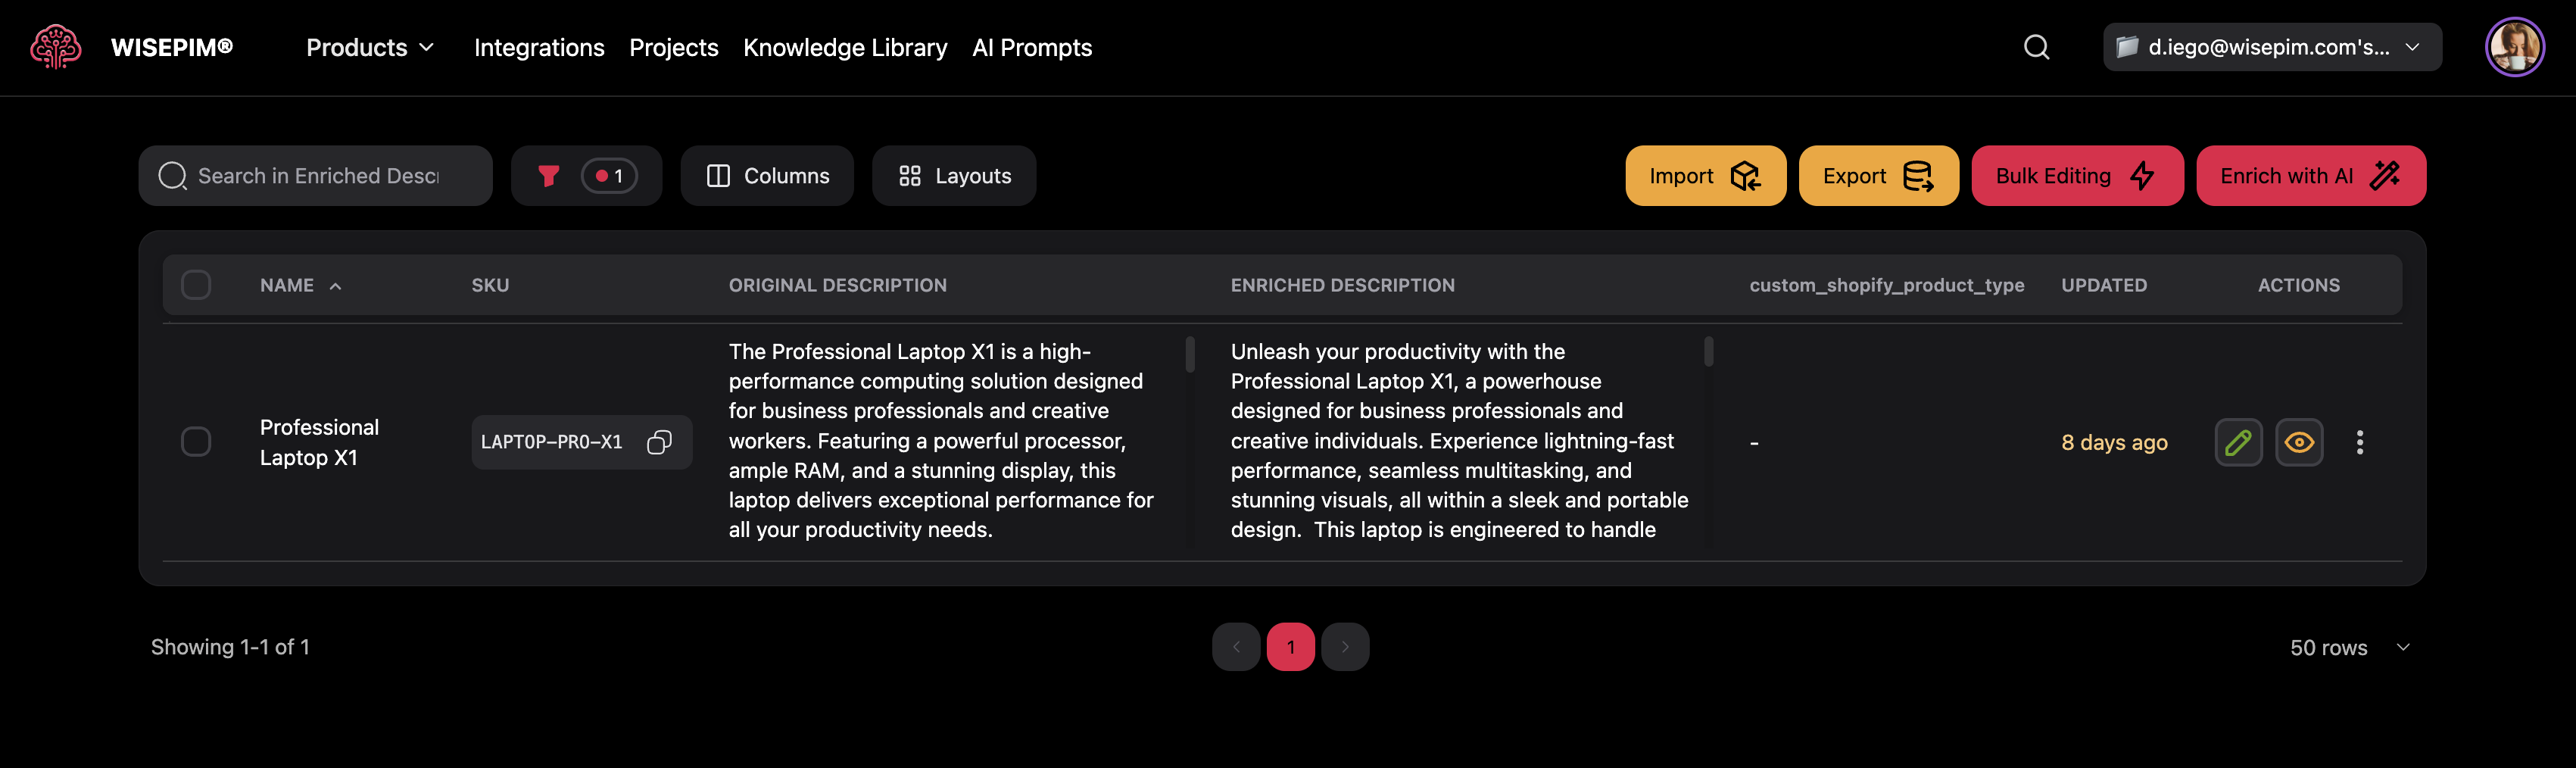 WISEPIM®
Products
Integrations
Projects
Knowledge Library
AI Prompts
d.iego@wisepim.com's...
Search in Enriched Descr
1
Columns
Layouts
Import
Export
Bulk Editing
Enrich with AI
NAME
SKU
ORIGINAL DESCRIPTION
ENRICHED DESCRIPTION
custom_shopify_product_type
UPDATED
ACTIONS
Professional
Laptop X1
LAPTOP-PRO-X1
The Professional Laptop X1 is a high-
performance computing solution designed
for business professionals and creative
workers. Featuring a powerful processor,
ample RAM, and a stunning display, this
laptop delivers exceptional performance for
all your productivity needs.
Unleash your productivity with the
Professional Laptop X1, a powerhouse
designed for business professionals and
creative individuals. Experience lightning-fast
performance, seamless multitasking, and
stunning visuals, all within a sleek and portable
design.  This laptop is engineered to handle
-
8 days ago
Showing 1-1 of 1
1
50 rows